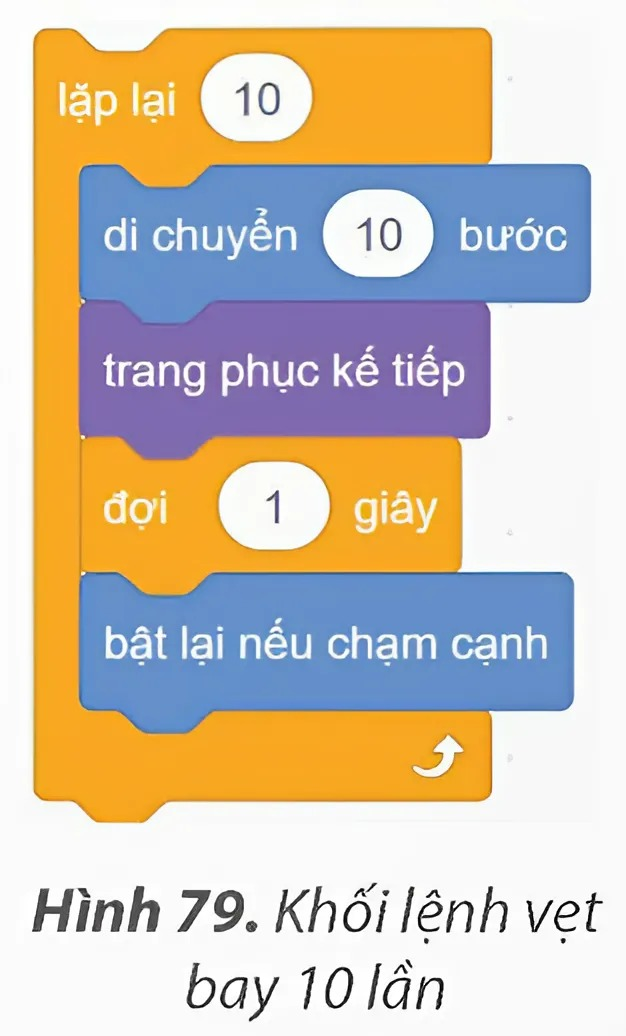 lặp lại 10
di chuyển 10 bước
trang phục kế tiếp
đợi 1 giây
bật lại nếu chạm cạnh
Hình 79. Khối lệnh vẹt
bay 10 lần